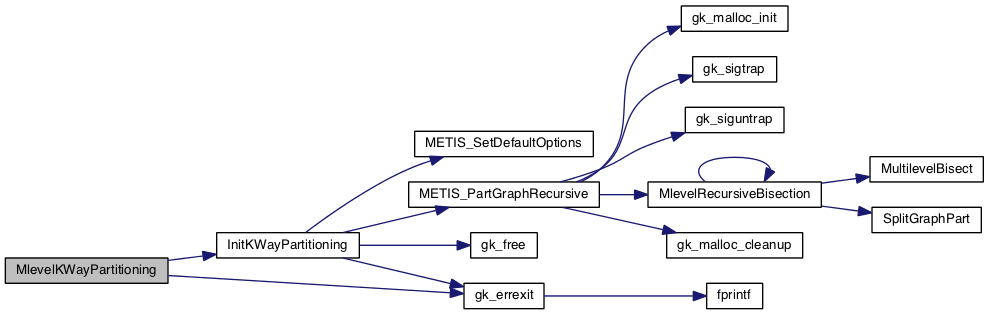 gk_malloc_init
gk_sigtrap
gk_siguntrap
METIS_SetDefaultOptions
MultilevelBisect
METIS_PartGraphRecursive
MlevelRecursiveBisection
SplitGraphPart
InitKWayPartitioning
gk_free
gk_malloc_cleanup
MlevelKWayPartitioning
gk_errexit
fprintf